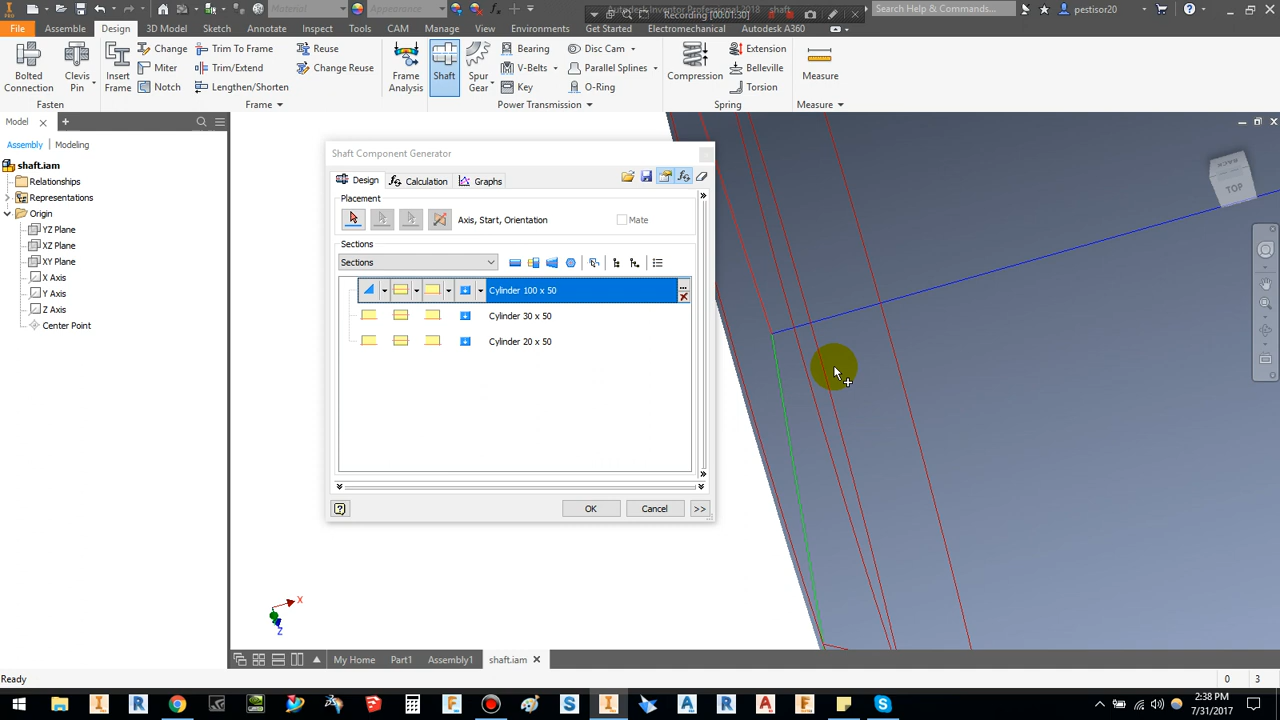 Material
Appearance
Recording [00:01:30]
shaft
Search Help & Commands...
pestisor20
File
Assemble
Design
3D Model
Sketch
Annotate
Inspect
Tools
CAM
Manage
View
Environments
Get Started
Electromechanical
Autodesk A360
Bolted Connection
Clevis Pin
Fasten
Insert Frame
Change
Miter
Notch
Trim To Frame
Trim/Extend
Lengthen/Shorten
Reuse
Change Reuse
Frame
Frame Analysis
Shaft
Spur Gear
Bearing
V-Belts
Key
Disc Cam
Parallel Splines
O-Ring
Power Transmission
Compression
Extension
Belleville
Torsion
Spring
Measure
Measure
Model
Assembly
Modeling
shaft.iam
Relationships
Representations
Origin
YZ Plane
XZ Plane
XY Plane
X Axis
Y Axis
Z Axis
Center Point
Shaft Component Generator
Design
Calculation
Graphs
Placement
Axis, Start, Orientation
Mate
Sections
Sections
Cylinder 100 x 50
Cylinder 30 x 50
Cylinder 20 x 50
OK
Cancel
>>
BACK
TOP
X
Z
My Home
Part1
Assembly1
shaft.iam
Ready
0
3
2:38 PM
7/31/2017